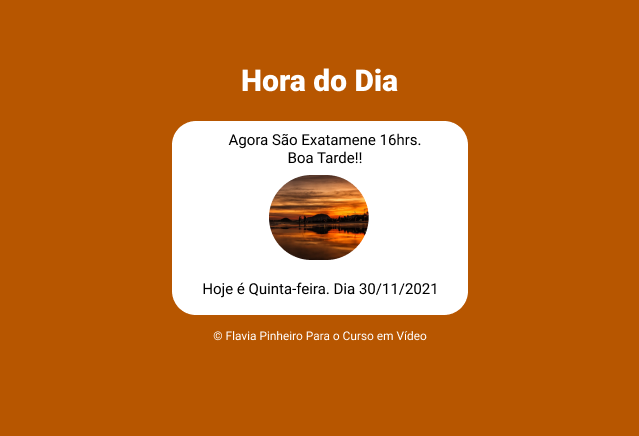 Hora do Dia
Agora São Exatamene 16hrs.
Boa Tarde!!
Hoje é Quinta-feira. Dia 30/11/2021
© Flavia Pinheiro Para o Curso em Vídeo